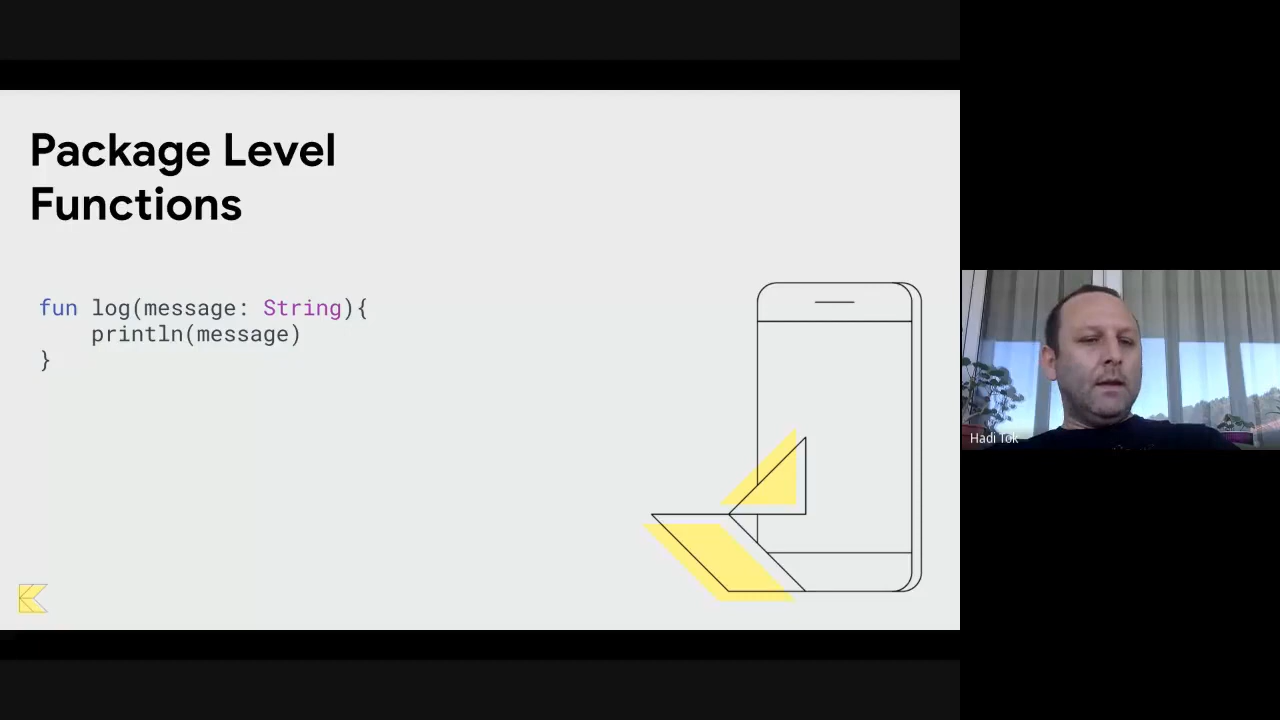 Package Level
Functions
fun log(message: String){
    println(message)
}
Hadi Tok